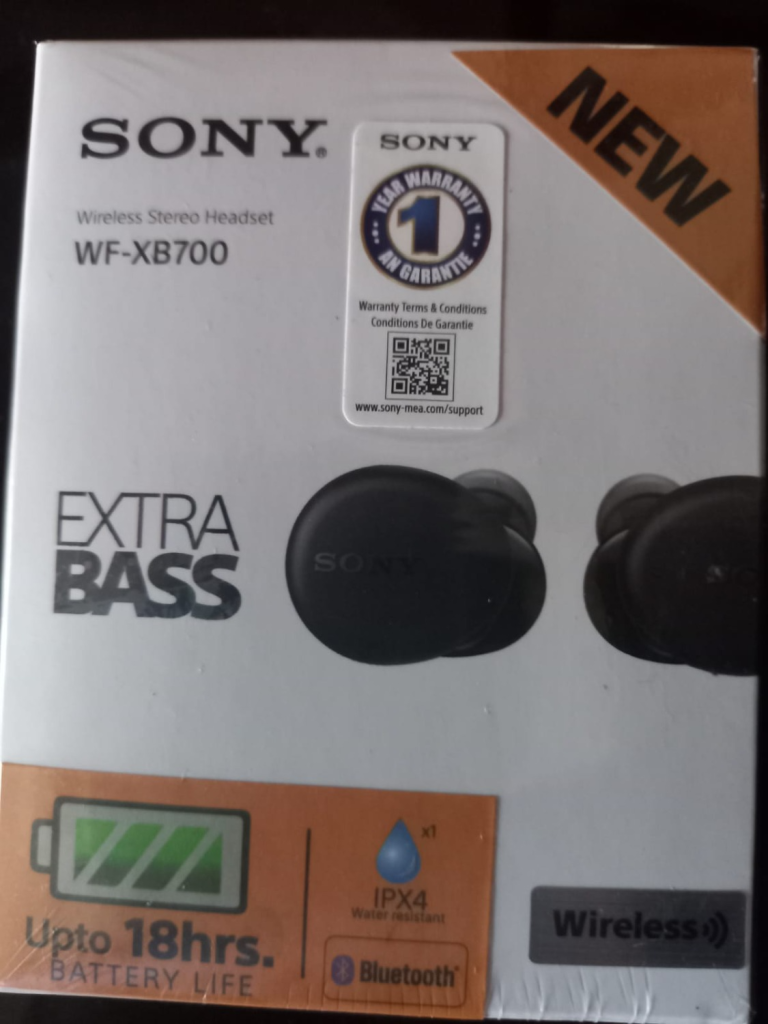 SONY®
Wireless Stereo Headset
WF-XB700
NEW
SONY
YEAR WARRANTY
1
AN GARANTIE
Warranty Terms & Conditions
Conditions De Garantie
www.sony-mea.com/support
EXTRA
BASS
SONY
Upto 18hrs.
BATTERY LIFE
x1
IPX4
Water resistant
Bluetooth®
Wireless